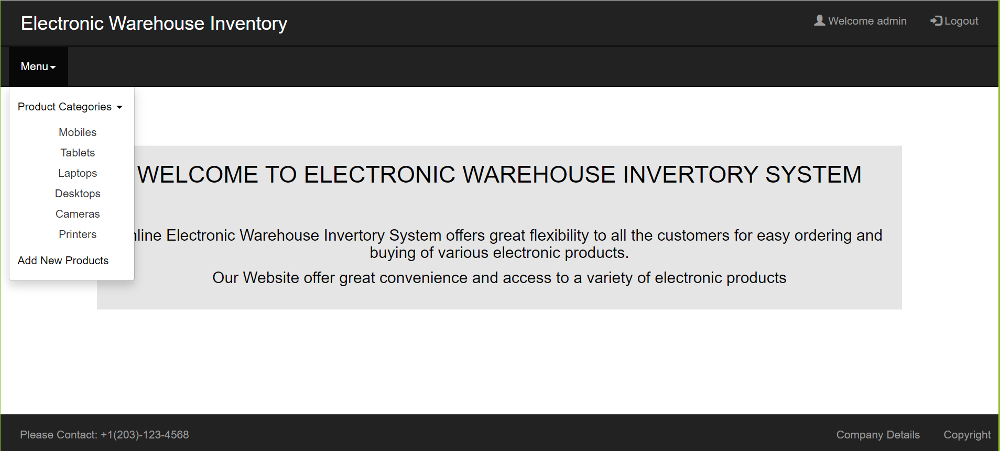 Electronic Warehouse Inventory
Welcome admin
Logout
Menu
Product Categories
Mobiles
Tablets
Laptops
Desktops
Cameras
Printers
Add New Products
WELCOME TO ELECTRONIC WAREHOUSE INVERTORY SYSTEM
Electronic Warehouse Invertory System offers great flexibility to all the customers for easy ordering and
buying of various electronic products.
Our Website offer great convenience and access to a variety of electronic products
Please Contact: +1(203)-123-4568
Company Details
Copyright